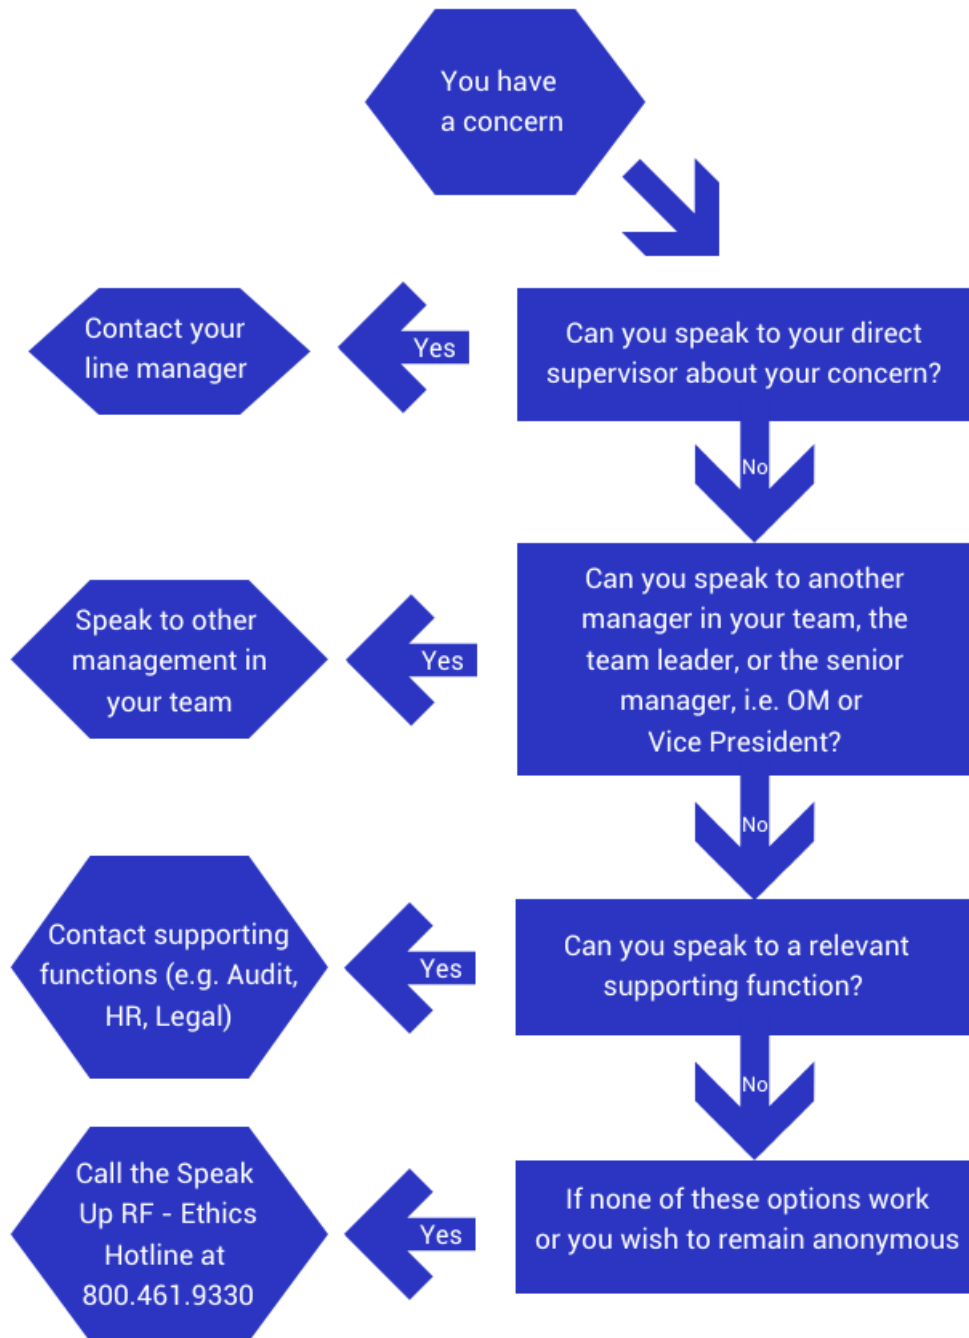 You have
a concern
Can you speak to your direct
supervisor about your concern?
Yes
Contact your
line manager
No
Can you speak to another
manager in your team, the
team leader, or the senior
manager, i.e. OM or
Vice President?
Yes
Speak to other
management in
your team
No
Can you speak to a relevant
supporting function?
Yes
Contact supporting
functions (e.g. Audit,
HR, Legal)
No
If none of these options work
or you wish to remain anonymous
Yes
Call the Speak
Up RF - Ethics
Hotline at
800.461.9330